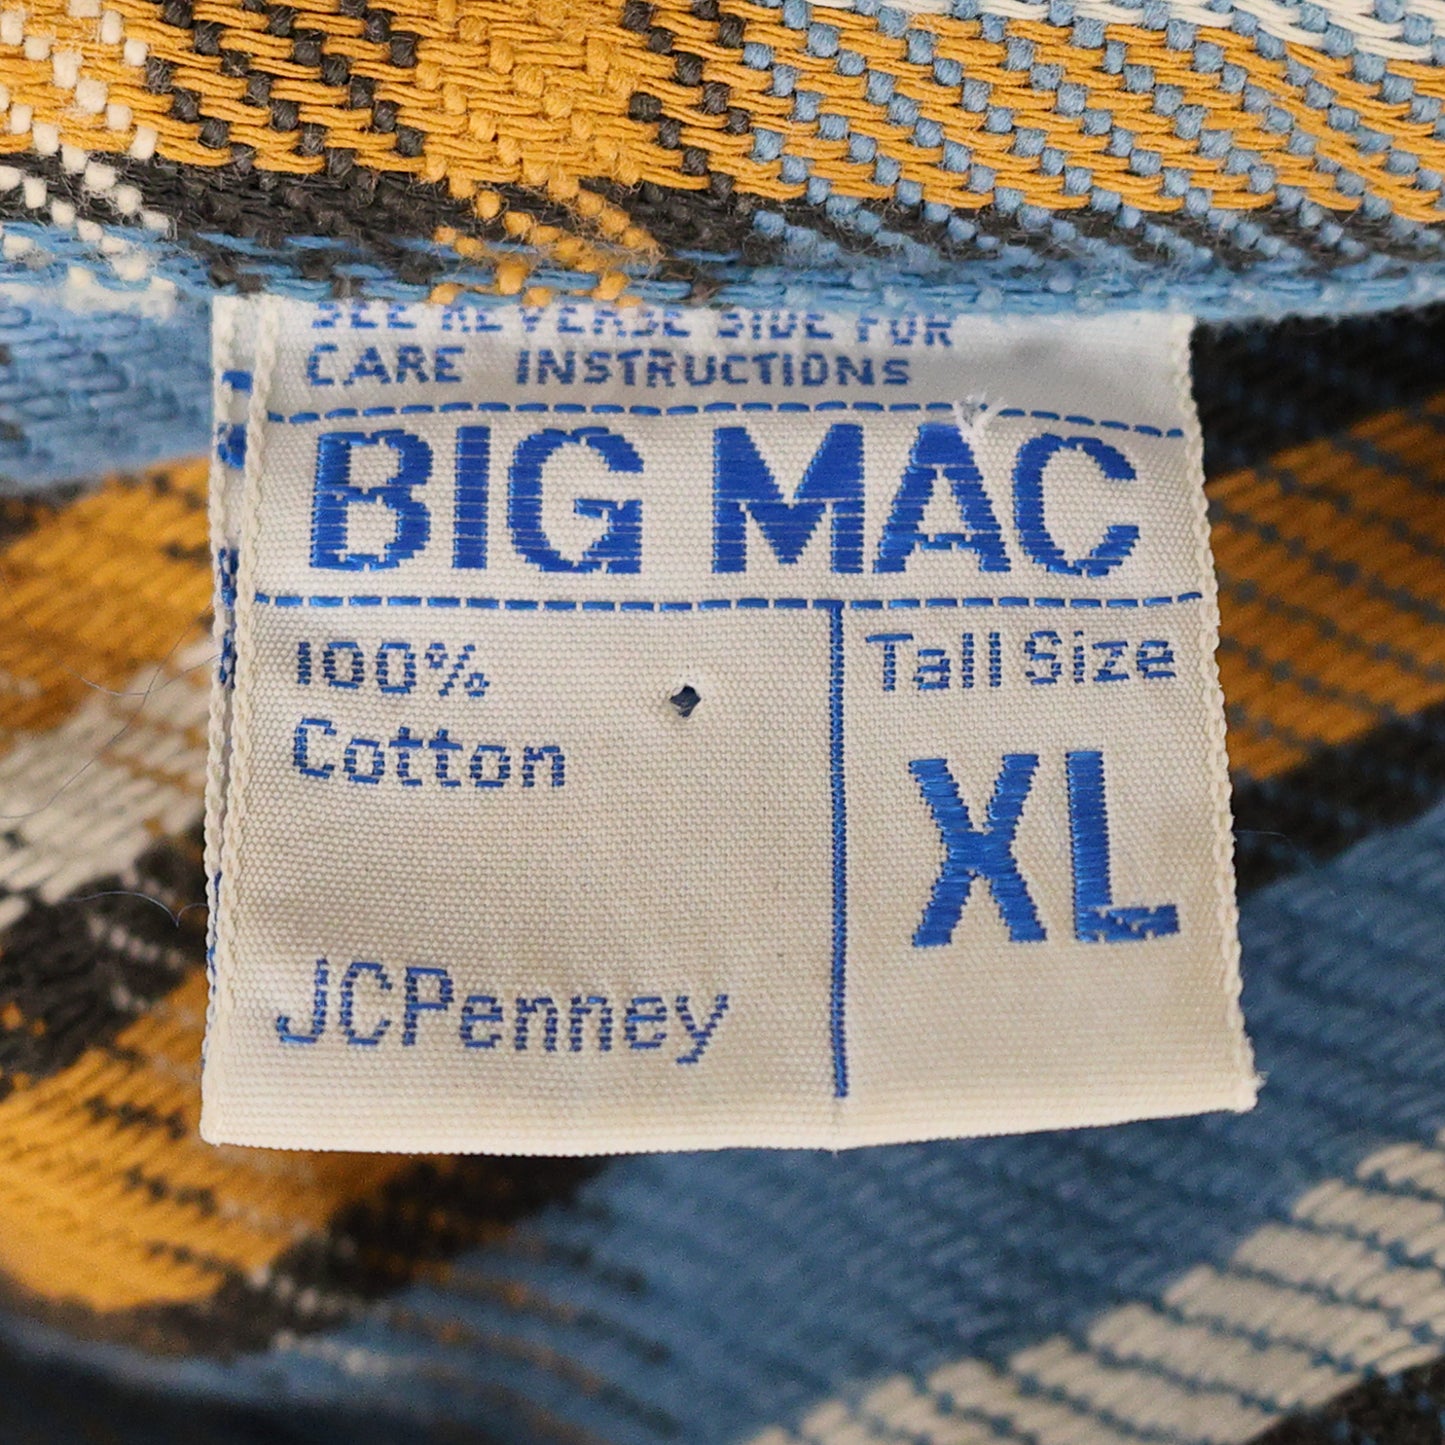 SEE REVERSE SIDE FOR
CARE INSTRUCTIONS
BIG MAC
100%
Cotton
JCPenney
Tall Size
XL